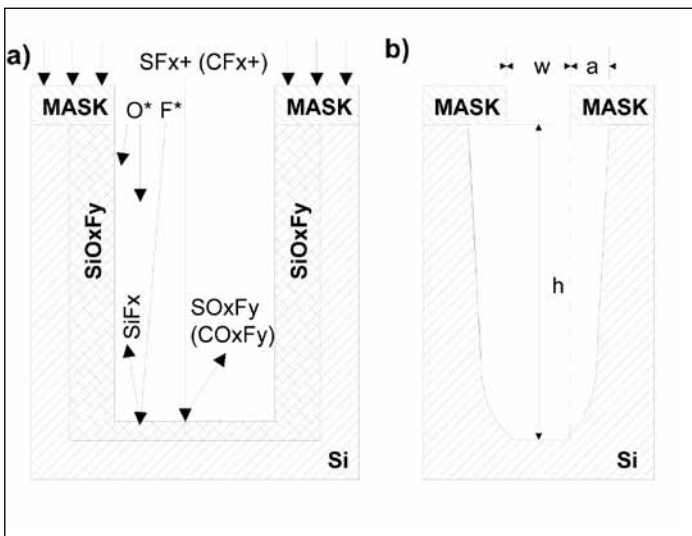 a)
SFx+ (CFx+)
MASK
O* F*
MASK
SiOxFy
SiOxFy
SiFx
SOxFy
(COxFy)
Si
b)
w
a
MASK
MASK
h
Si